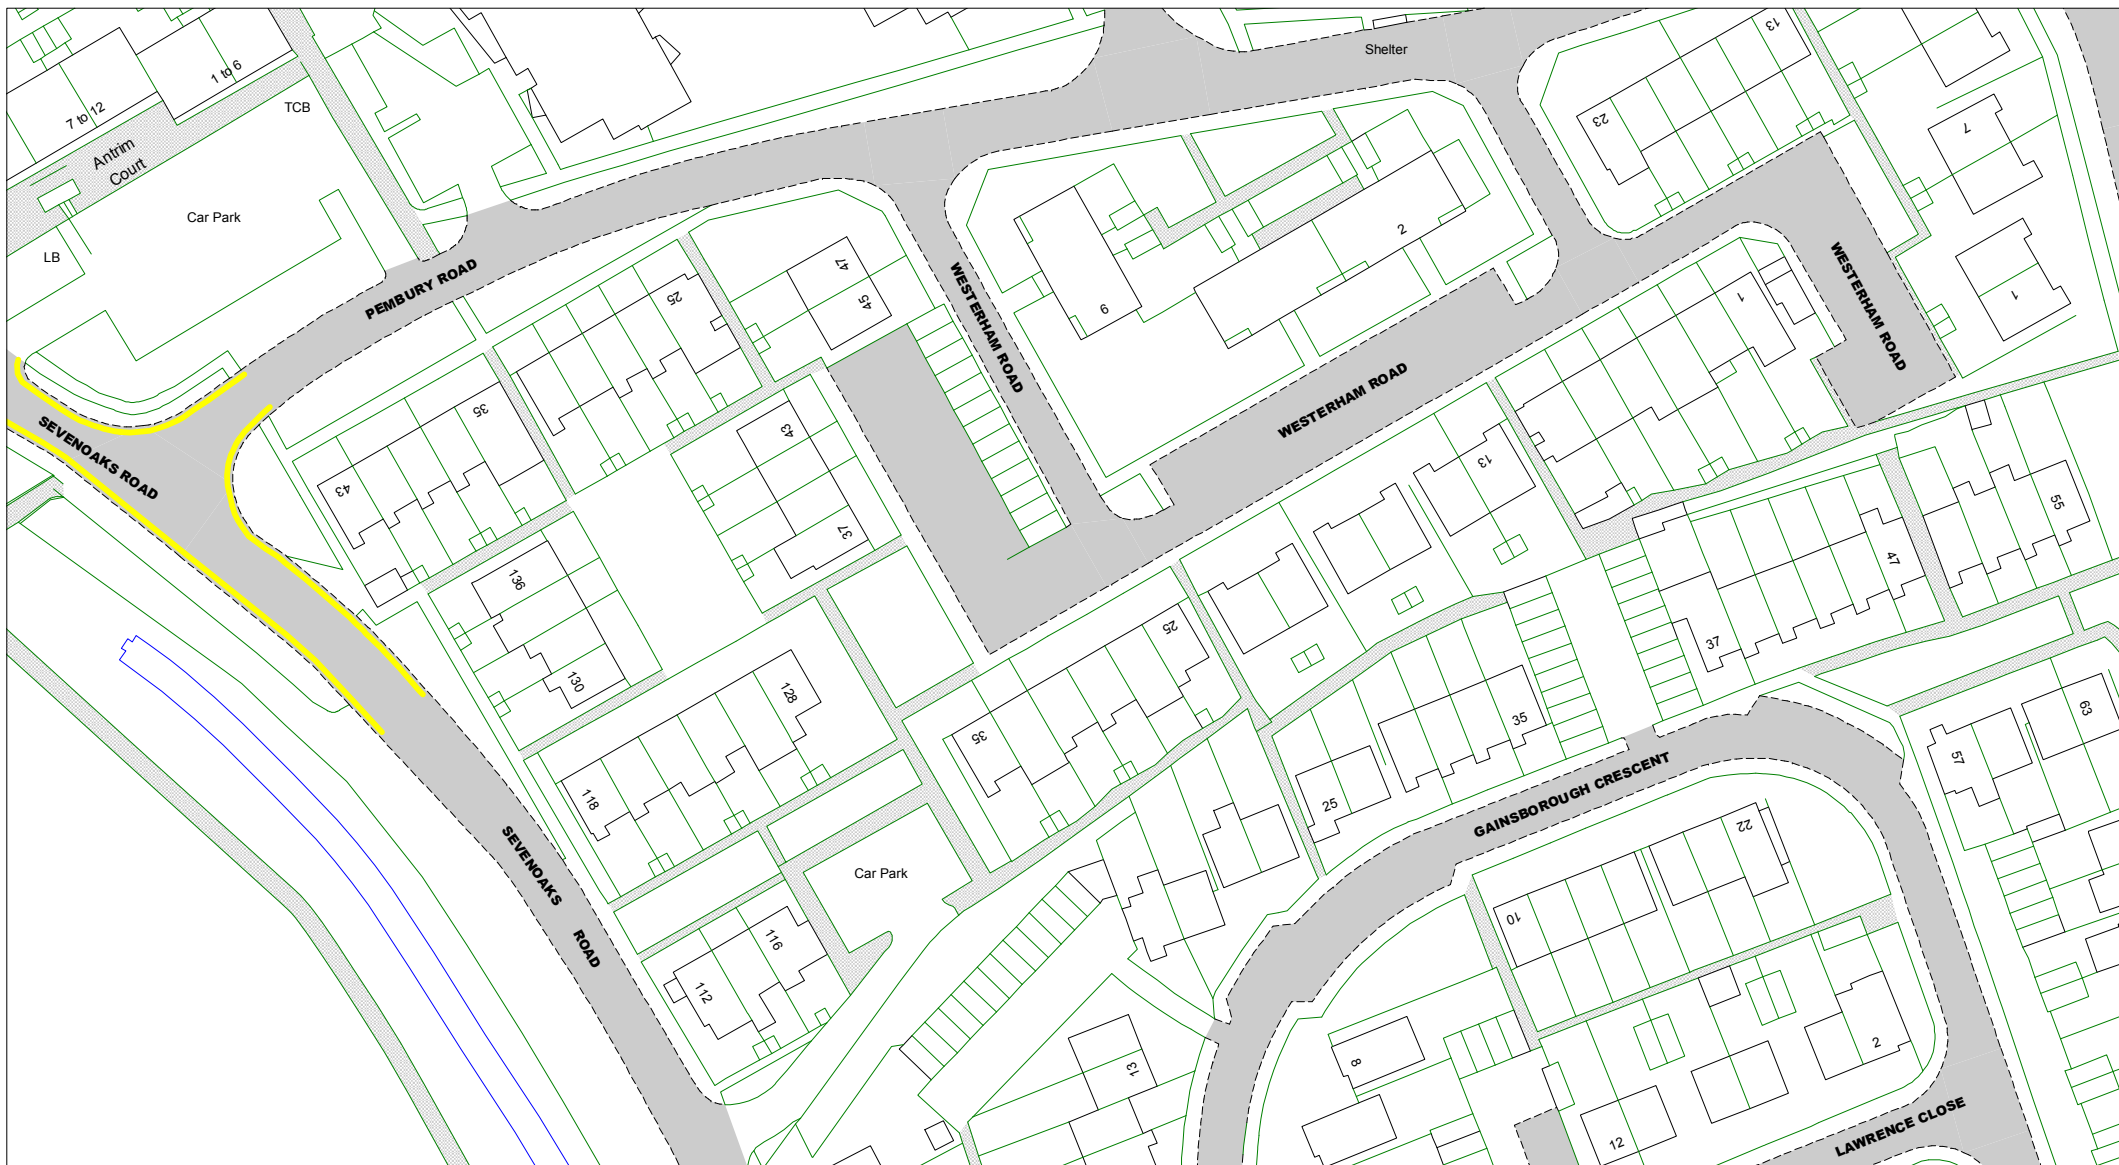 Shelter
13
1 to 6
7 to 12
TCB
23
7
Antrim
Court
Car Park
2
LB
PEMBURY ROAD
47
WESTERHAM ROAD
25
45
9
WESTERHAM ROAD
1
1
WESTERHAM ROAD
35
43
SEVENOAKS ROAD
43
13
37
55
47
136
130
37
128
25
118
35
35
25
63
57
GAINSBOROUGH CRESCENT
22
SEVENOAKS
ROAD
Car Park
10
116
112
13
8
2
12
LAWRENCE CLOSE